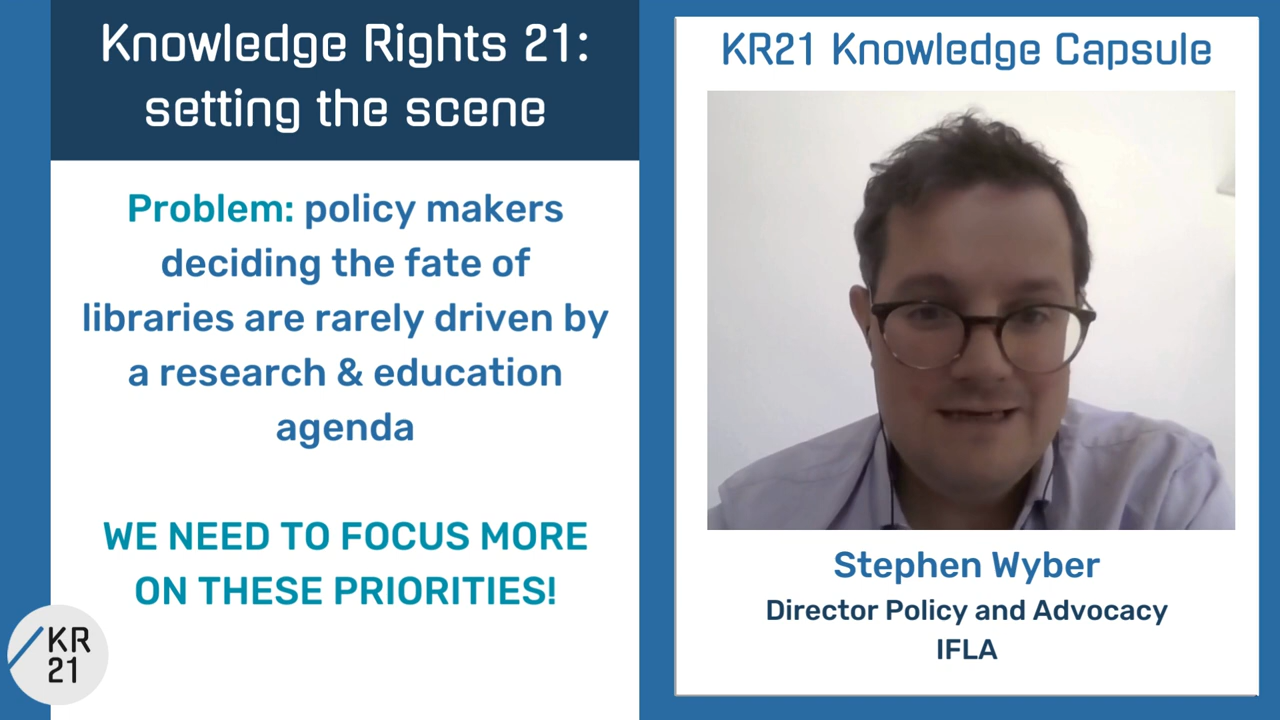 Knowledge Rights 21:
setting the scene
Problem: policy makers
deciding the fate of
libraries are rarely driven by
a research & education
agenda
WE NEED TO FOCUS MORE
ON THESE PRIORITIES!
KR
21
KR21 Knowledge Capsule
Stephen Wyber
Director Policy and Advocacy
IFLA